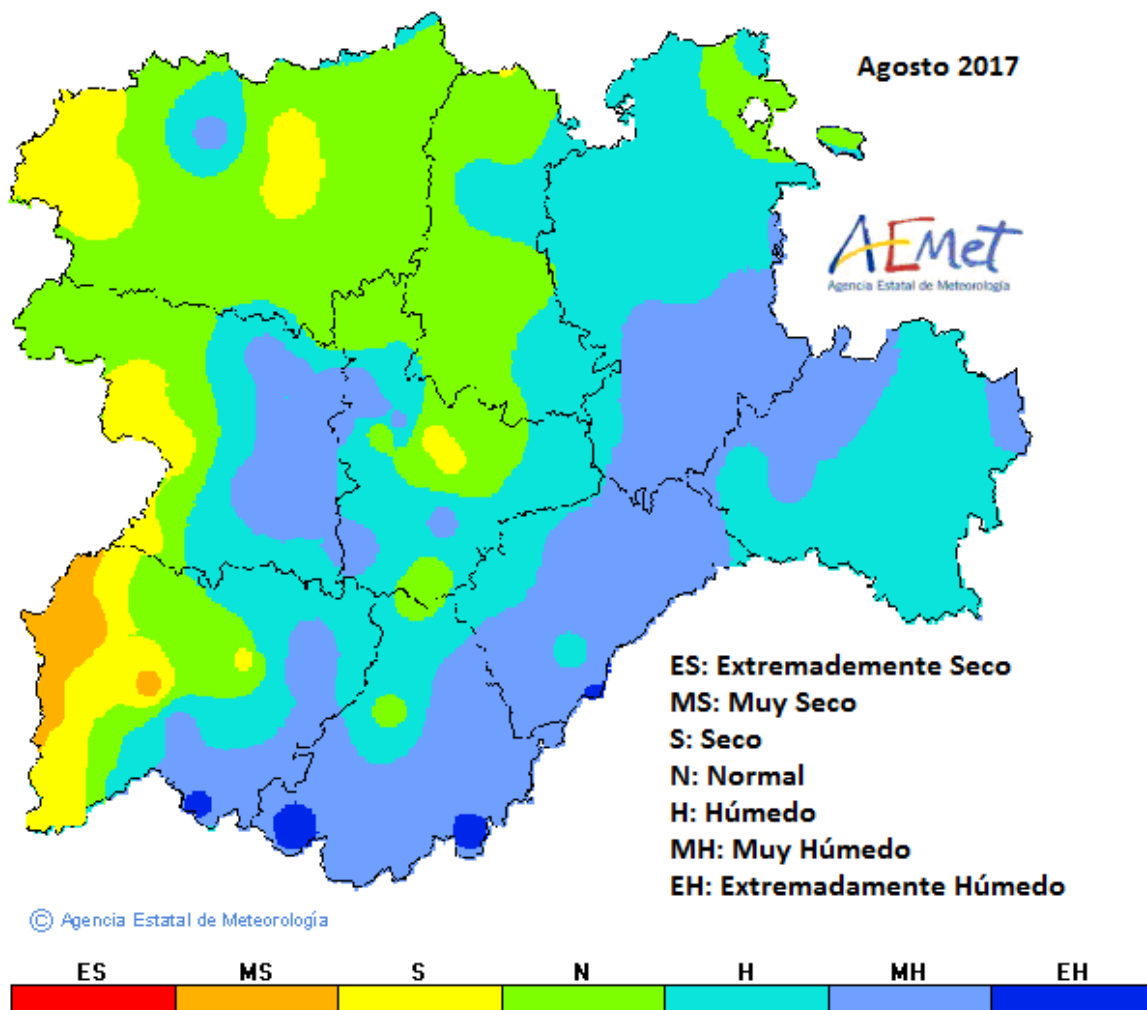 Agosto 2017
AEMet
Agencia Estatal de Meteorología
ES: Extremademente Seco
MS: Muy Seco
S: Seco
N: Normal
H: Húmedo
MH: Muy Húmedo
EH: Extremadamente Húmedo
© Agencia Estatal de Meteorología
ES MS S N H MH EH